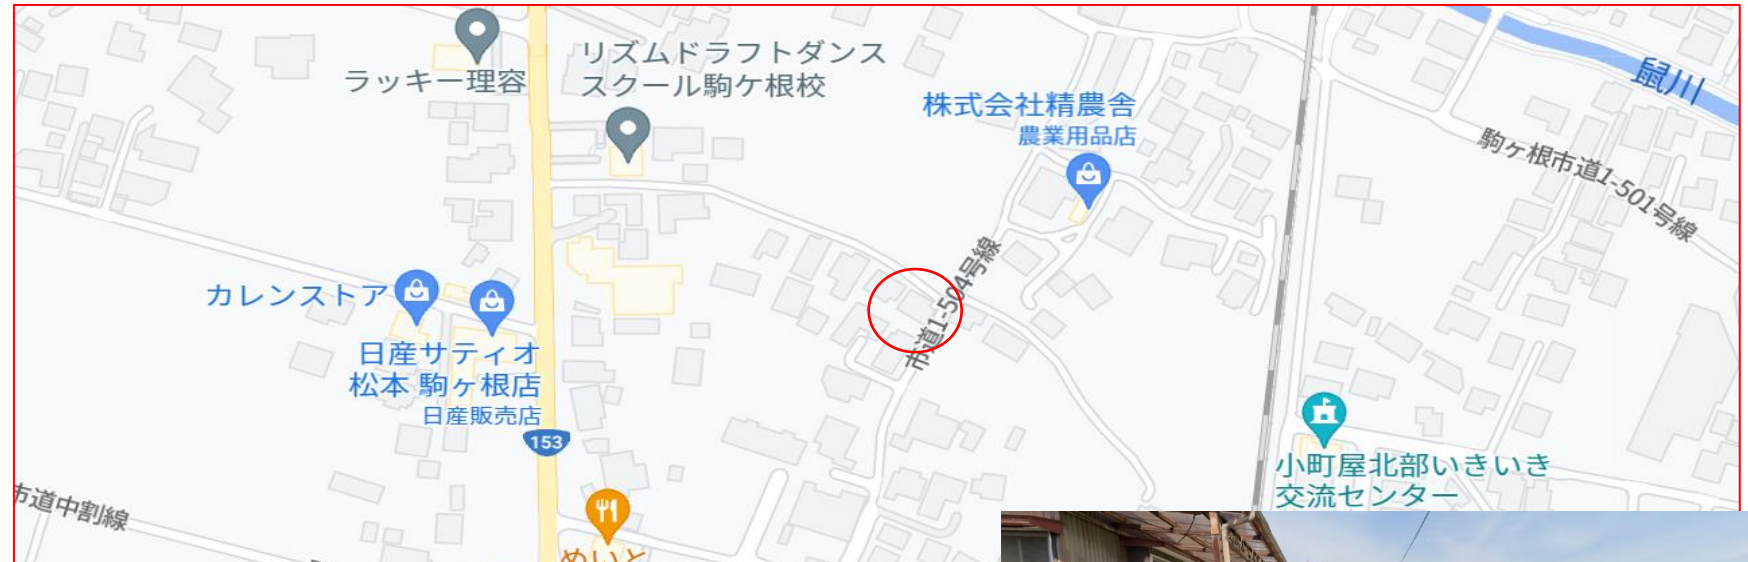 ラッキー理容
リズムドラフトダンス
スクール駒ケ根校
株式会社精農舎
農業用品店
鼠川
駒ヶ根市道1-501号線
市道1-504号線
カレンストア
日産サティオ
松本 駒ヶ根店
日産販売店
153
小町屋北部いきいき
交流センター
市道中割線
めいと